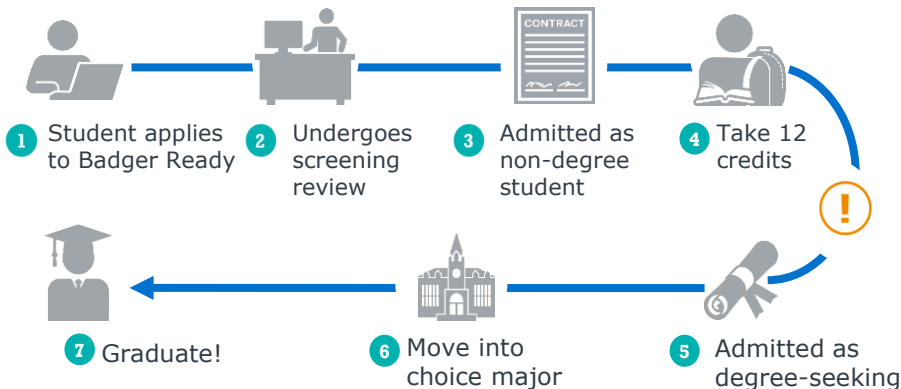 CONTRACT
1 Student applies
to Badger Ready
2 Undergoes
screening
review
3 Admitted as
non-degree
student
4 Take 12
credits
!
5 Admitted as
degree-seeking
6 Move into
choice major
7 Graduate!